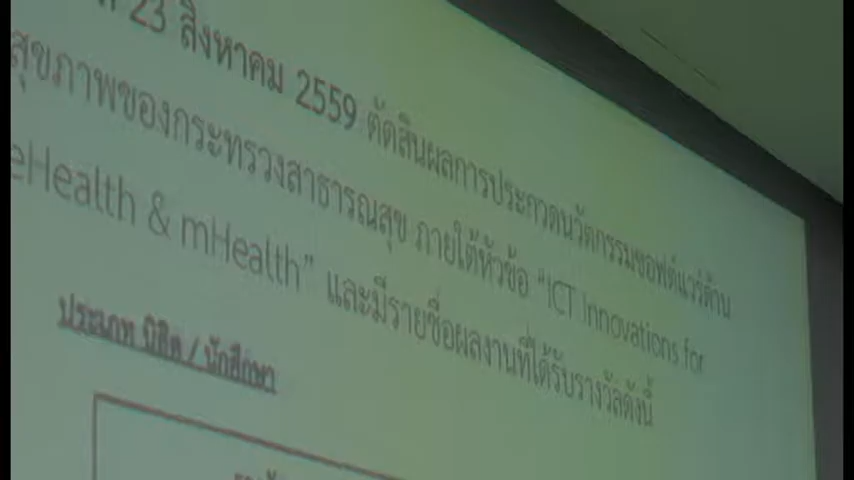 23 สิงหาคม 2559 ตัดสินผลการประกวดนวัตกรรมซอฟต์แวร์ด้าน
สุขภาพของกระทรวงสาธารณสุข ภายใต้หัวข้อ “ICT Innovations for
eHealth & mHealth” และมีรายชื่อผลงานที่ได้รับรางวัลดังนี้
ประเภท นิสิต / นักศึกษา